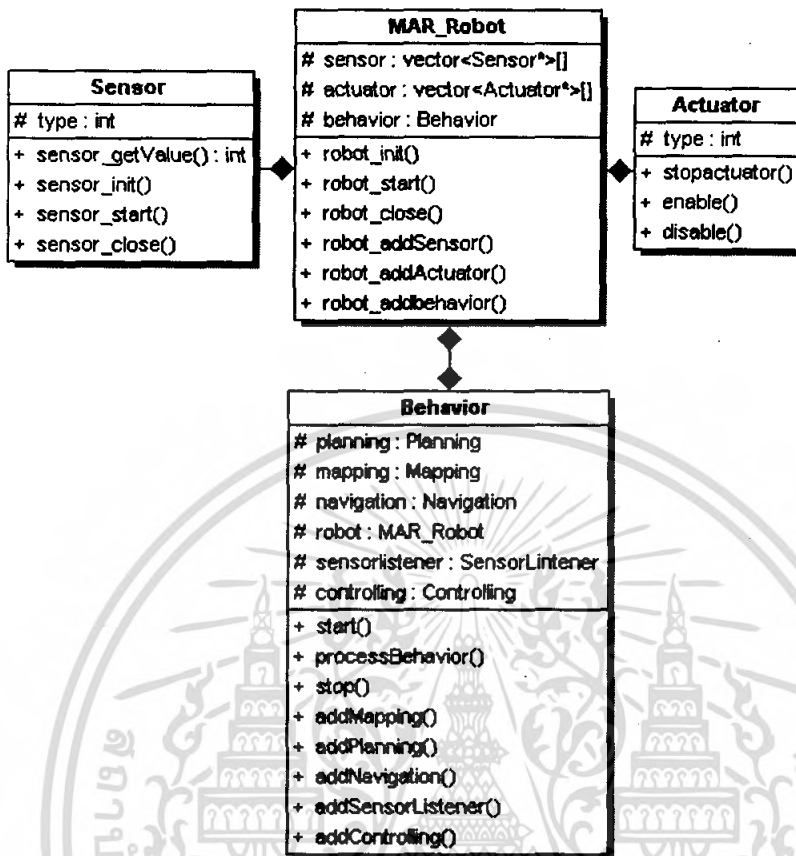 MAR_Robot
# sensor : vector<Sensor*>[]
# actuator : vector<Actuator*>[]
# behavior : Behavior
+ robot_init()
+ robot_start()
+ robot_close()
+ robot_addSensor()
+ robot_addActuator()
+ robot_addbehavior()
Sensor
# type : int
+ sensor_getValue() : int
+ sensor_init()
+ sensor_start()
+ sensor_close()
Actuator
# type : int
+ stopactuator()
+ enable()
+ disable()
Behavior
# planning : Planning
# mapping : Mapping
# navigation : Navigation
# robot : MAR_Robot
# sensorlistener : SensorLintener
# controlling : Controlling
+ start()
+ processBehavior()
+ stop()
+ addMapping()
+ addPlanning()
+ addNavigation()
+ addSensorListener()
+ addControlling()